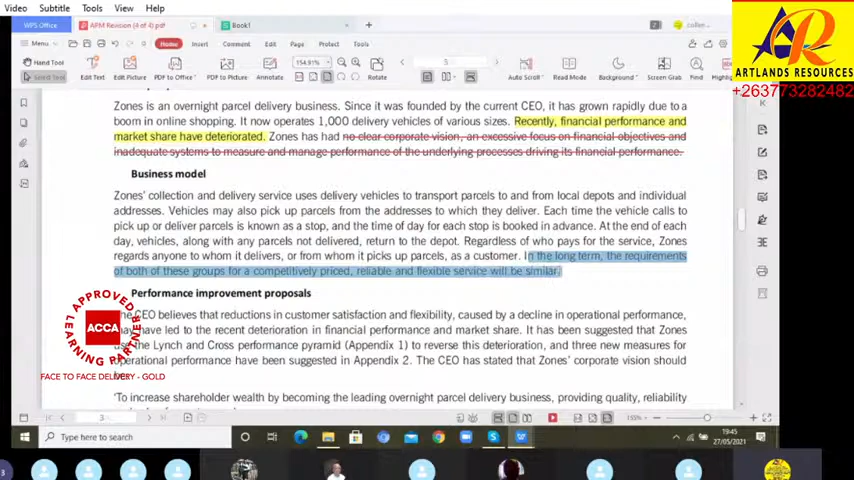 Video Subtitle Tools View Help
WPS Office
APM Revision (4 of 4).pdf
Book1
Menu
Home Insert Comment Edit Page Protect Tools
Hand Tool
Select Tool
Edit Text
Edit Picture
PDF to Office
PDF to Picture
Annotate
154.91%
Rotate
Auto Scroll
Read Mode
Background
Screen Grab
Find
ARTLANDS RESOURCES
+263773282482
Zones is an overnight parcel delivery business. Since it was founded by the current CEO, it has grown rapidly due to a
boom in online shopping. It now operates 1,000 delivery vehicles of various sizes. Recently, financial performance and
market share have deteriorated. Zones has had no clear corporate vision, an excessive focus on financial objectives and
inadequate systems to measure and manage performance of the underlying processes driving its financial performance.
Business model
Zones' collection and delivery service uses delivery vehicles to transport parcels to and from local depots and individual
addresses. Vehicles may also pick up parcels from the addresses to which they deliver. Each time the vehicle calls to
pick up or deliver parcels is known as a stop, and the time of day for each stop is booked in advance. At the end of each
day, vehicles, along with any parcels not delivered, return to the depot. Regardless of who pays for the service, Zones
regards anyone to whom it delivers, or from whom it picks up parcels, as a customer. In the long term, the requirements
of both of these groups for a competitively priced, reliable and flexible service will be similar.
Performance improvement proposals
CEO believes that reductions in customer satisfaction and flexibility, caused by a decline in operational performance,
may have led to the recent deterioration in financial performance and market share. It has been suggested that Zones
use the Lynch and Cross performance pyramid (Appendix 1) to reverse this deterioration, and three new measures for
operational performance have been suggested in Appendix 2. The CEO has stated that Zones' corporate vision should
'To increase shareholder wealth by becoming the leading overnight parcel delivery business, providing quality, reliability
APPROVED
ACCA
LEARNING PARTNER
FACE TO FACE DELIVERY - GOLD
Type here to search
19:45
27/05/2021